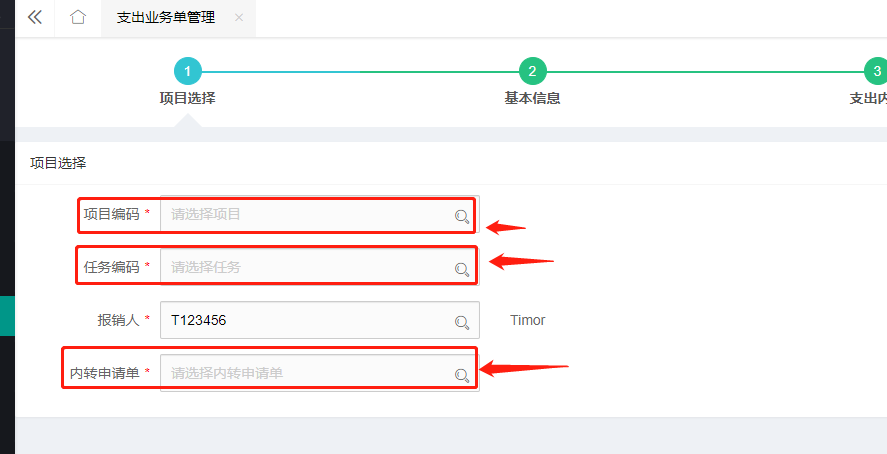 支出业务单管理 ×
1 2 3
项目选择 基本信息 支出内
项目选择
项目编码 * 请选择项目
任务编码 * 请选择任务
报销人 * T123456 Timor
内转申请单 * 请选择内转申请单